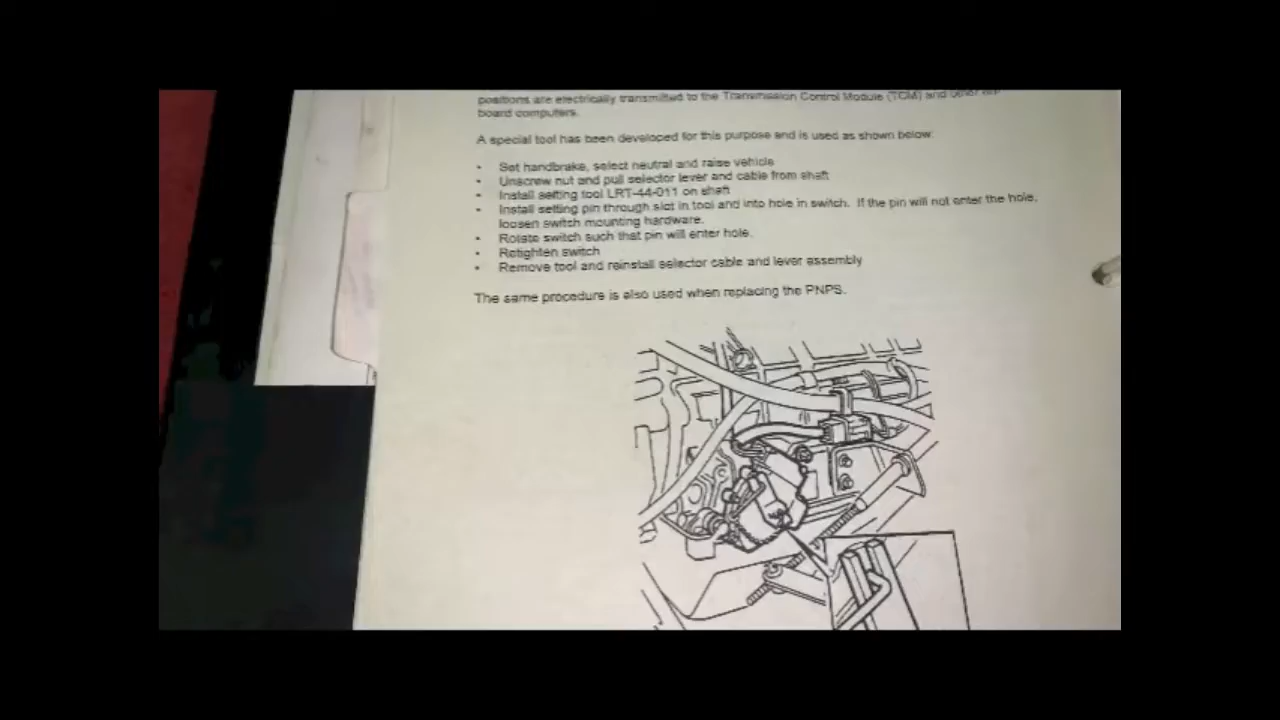 positions are electrically transmitted to the Transmission Control Module (TCM) and other on-
board computers.
A special tool has been developed for this purpose and is used as shown below:
• Set handbrake, select neutral and raise vehicle
• Unscrew nut and pull selector lever and cable from shaft
• Install setting tool LRT-44-011 on shaft
• Install setting pin through slot in tool and into hole in switch. If the pin will not enter the hole,
loosen switch mounting hardware.
• Rotate switch such that pin will enter hole.
• Retighten switch
• Remove tool and reinstall selector cable and lever assembly
The same procedure is also used when replacing the PNPS.